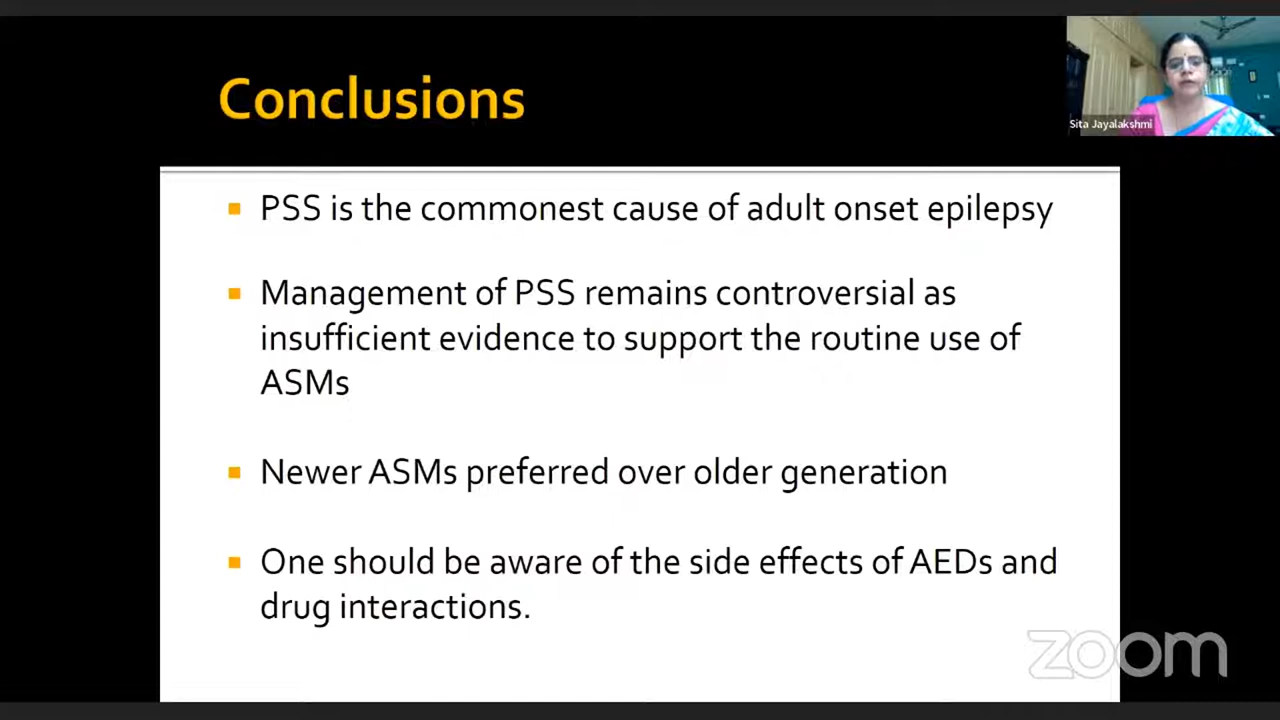 Conclusions
Sita Jayalakshmi
▪ PSS is the commonest cause of adult onset epilepsy
▪ Management of PSS remains controversial as
insufficient evidence to support the routine use of
ASMs
▪ Newer ASMs preferred over older generation
▪ One should be aware of the side effects of AEDs and
drug interactions.
zoom